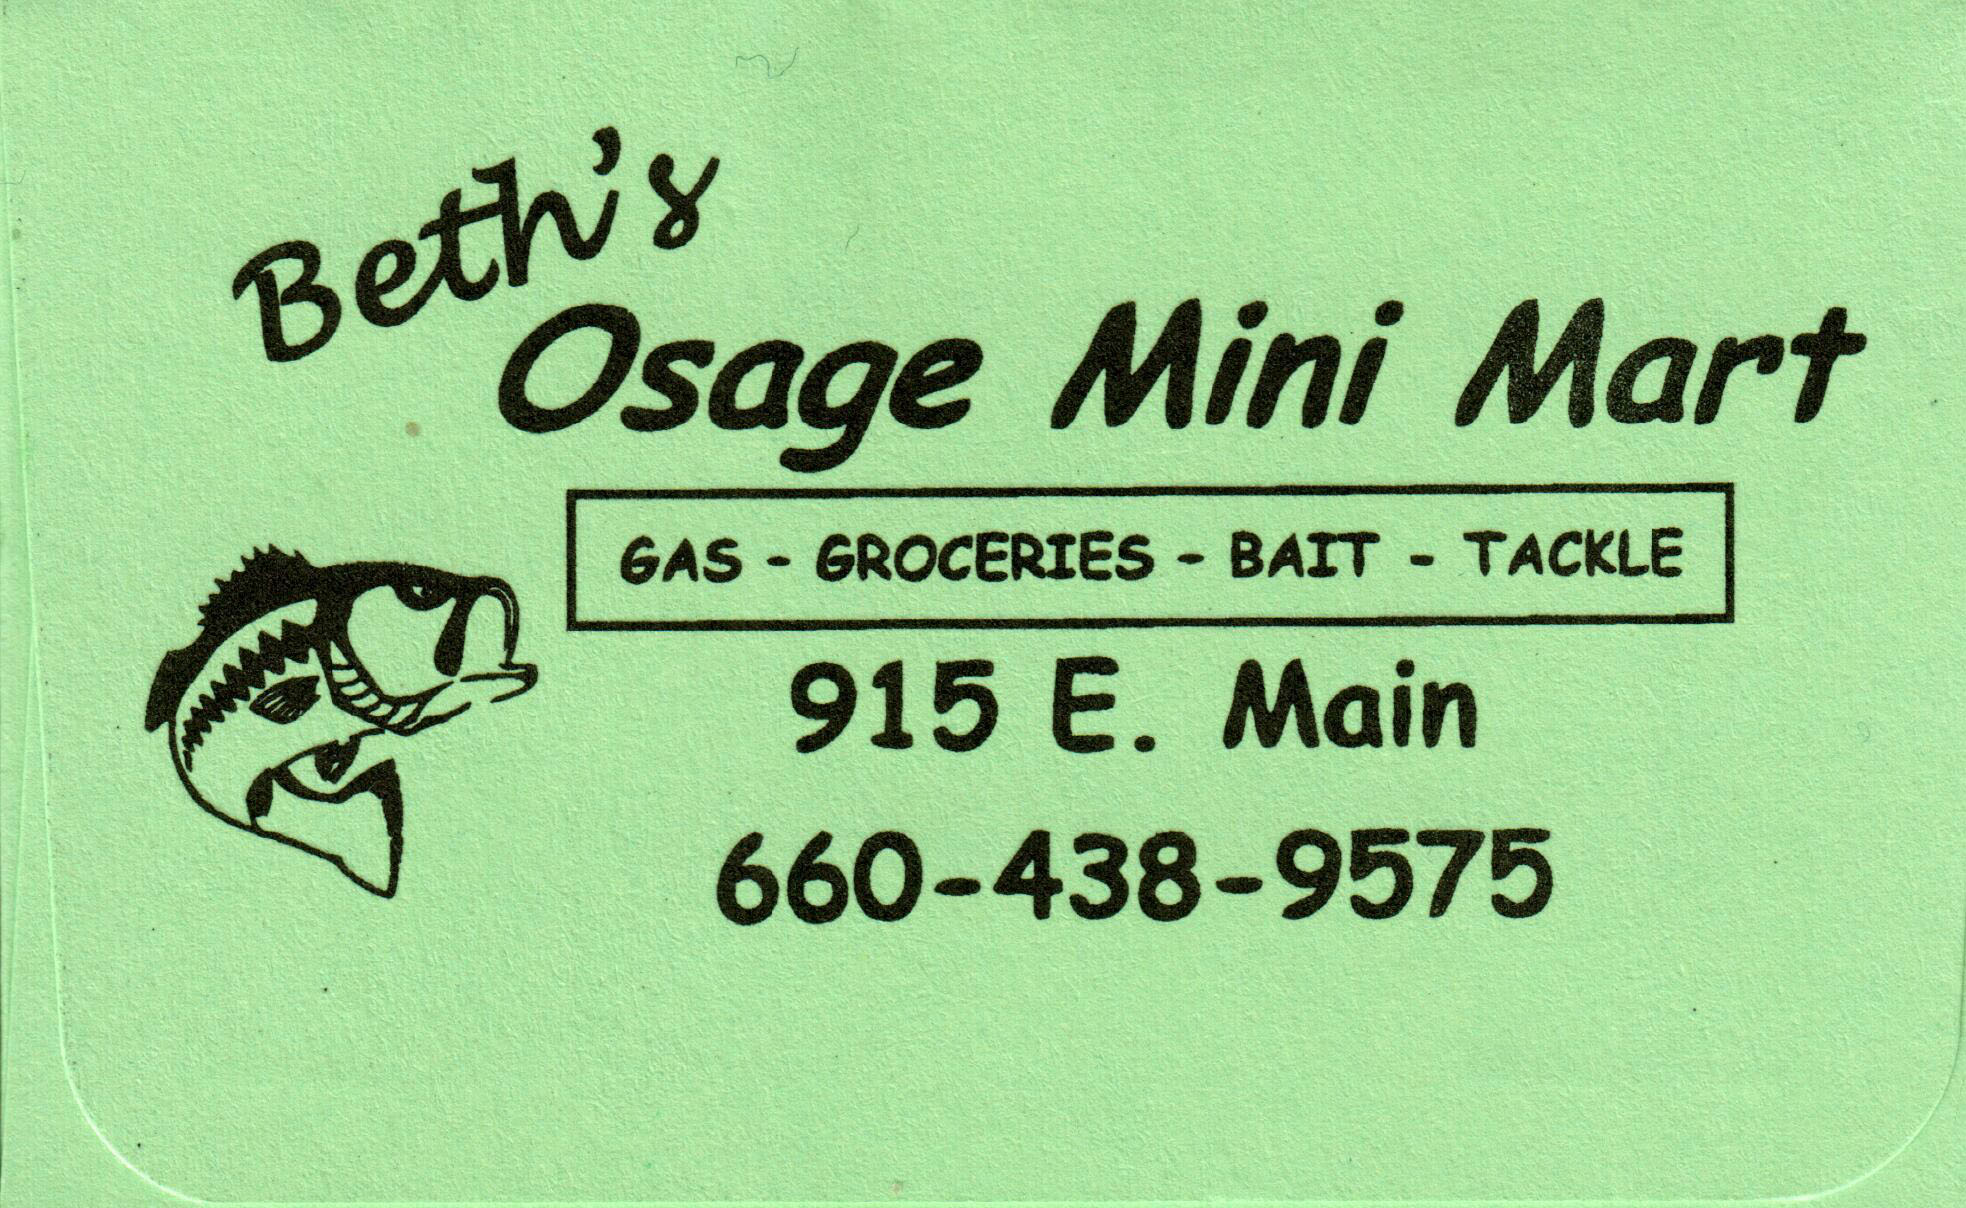 Beth's
Osage Mini Mart
GAS - GROCERIES - BAIT - TACKLE
915 E. Main
660-438-9575